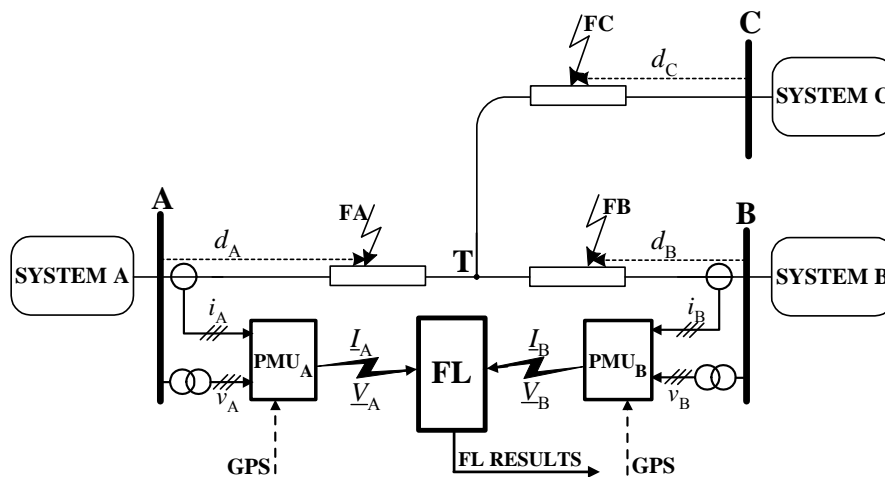 FC
C
d_C
SYSTEM C
A
FA
FB
B
d_A
d_B
SYSTEM A
T
SYSTEM B
i_A
i_B
PMU_A
I_A
FL
I_B
PMU_B
v_A
V_A
V_B
v_B
GPS
FL RESULTS
GPS